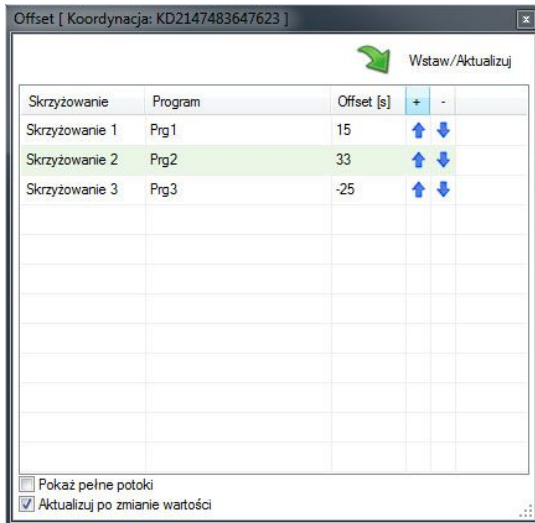 Offset [ Koordynacja: KD2147483647623 ]
Wstaw/Aktualizuj
Skrzyżowanie Program Offset [s] + -
Skrzyżowanie 1 Prg1 15
Skrzyżowanie 2 Prg2 33
Skrzyżowanie 3 Prg3 -25
Pokaż pełne potoki
Aktualizuj po zmianie wartości